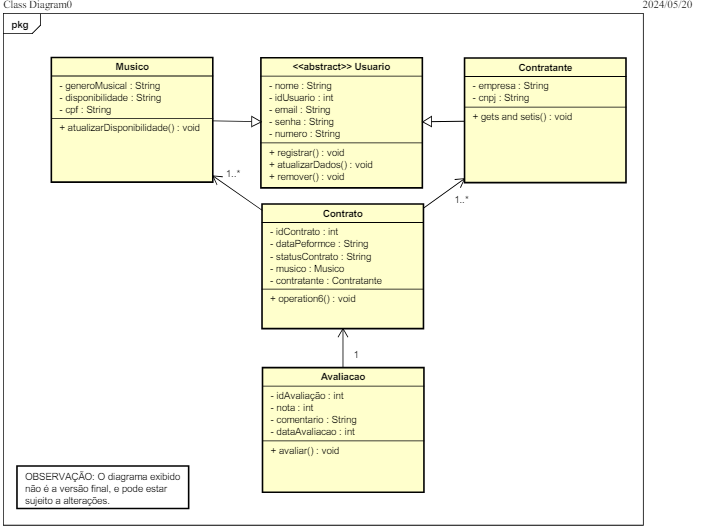 Class Diagram0
2024/05/20
pkg
Musico
- generoMusical : String
- disponibilidade : String
- cpf : String
+ atualizarDisponibilidade() : void
<<abstract>> Usuario
- nome : String
- idUsuario : int
- email : String
- senha : String
- numero : String
+ registrar() : void
+ atualizarDados() : void
+ remover() : void
Contratante
- empresa : String
- cnpj : String
+ gets and setis() : void
1..*
1..*
Contrato
- idContrato : int
- dataPeformce : String
- statusContrato : String
- musico : Musico
- contratante : Contratante
+ operation6() : void
1
Avaliacao
- idAvaliação : int
- nota : int
- comentario : String
- dataAvaliacao : int
+ avaliar() : void
OBSERVAÇÃO: O diagrama exibido
não é a versão final, e pode estar
sujeito a alterações.